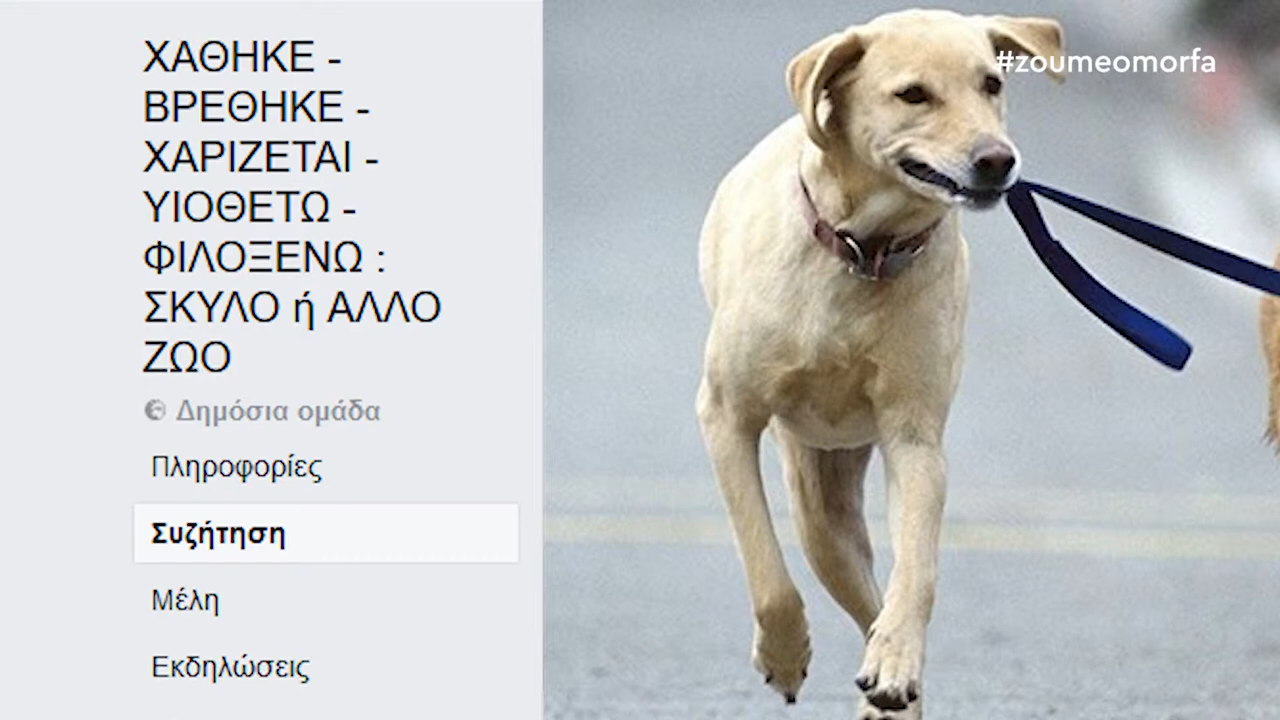 ΧΑΘΗΚΕ -
ΒΡΕΘΗΚΕ -
ΧΑΡΙΖΕΤΑΙ -
ΥΙΟΘΕΤΩ -
ΦΙΛΟΞΕΝΩ :
ΣΚΥΛΟ ή ΑΛΛΟ
ΖΩΟ
Δημόσια ομάδα
Πληροφορίες
Συζήτηση
Μέλη
Εκδηλώσεις
#zoumeomorfa